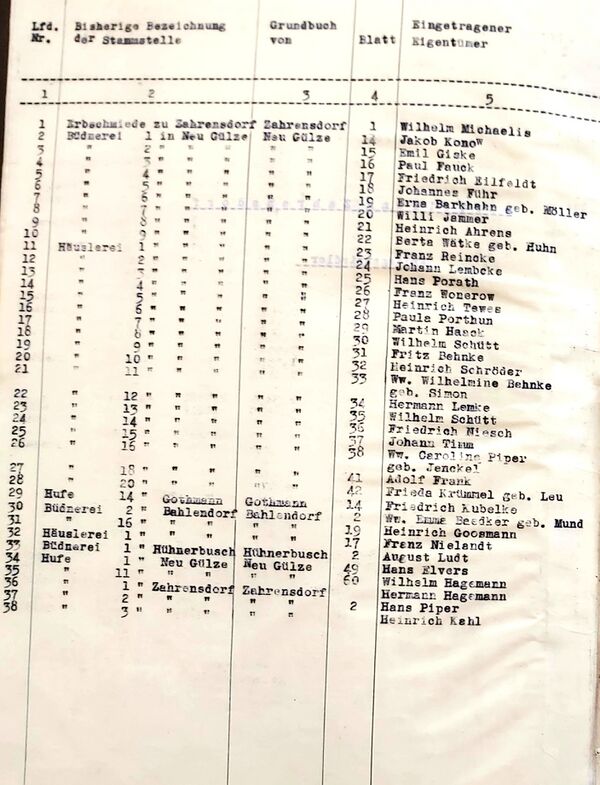 Lfd. Bisherige Bezeichnung Grundbuch Eingetragener
Nr. der Stammstelle von Blatt Eigentümer
1 2 3 4 5
1 Erbschmiede zu Zahrensdorf Zahrensdorf 1 Wilhelm Michaelis
2 Büdnerei 1 in Neu Gülze Neu Gülze 14 Jakob Konow
3 " 2 " " " " " 15 Emil Giske
4 " 3 " " " " " 16 Paul Fauck
5 " 4 " " " " " 17 Friedrich Eilfeldt
6 " 5 " " " " " 18 Johannes Führ
7 " 6 " " " " " 19 Erna Barkhahn geb. Möller
8 " 7 " " " " " 20 Willi Jammer
9 " 8 " " " " " 21 Heinrich Ahrens
10 " 9 " " " " " 22 Berta Wätke geb. Huhn
11 Häuslerei 1 " " " " " 23 Franz Reincke
12 " 2 " " " " " 24 Johann Lembcke
13 " 3 " " " " " 25 Hans Porath
14 " 4 " " " " " 26 Franz Wonerow
15 " 5 " " " " " 27 Heinrich Tewes
16 " 6 " " " " " 28 Paula Porthun
17 " 7 " " " " " 29 Martin Haack
18 " 8 " " " " " 30 Wilhelm Schütt
19 " 9 " " " " " 31 Fritz Behnke
20 " 10 " " " " " 32 Heinrich Schröder
21 " 11 " " " " " 33 Ww. Wilhelmine Behnke
geb. Simon
22 " 12 " " " " " 34 Hermann Lemke
23 " 13 " " " " " 35 Wilhelm Schütt
24 " 14 " " " " " 36 Friedrich Niesch
25 " 15 " " " " " 37 Johann Timm
26 " 16 " " " " " 38 Ww. Caroline Piper
geb. Jenckel
27 " 18 " " " " " 41 Adolf Frank
28 " 20 " " " " " 42 Frieda Krümmel geb. Leu
29 Hufe 14 " Gothmann Gothmann 14 Friedrich Kubelke
30 Büdnerei 2 " Bahlendorf Bahlendorf 2 Ww. Emma Baedker geb. Mund
31 " 16 " " " 19 Heinrich Goosmann
32 Häuslerei 1 " " " 17 Franz Nielandt
33 Büdnerei 1 " Hühnerbusch Hühnerbusch 2 August Ludt
34 Hufe 1 " Neu Gülze Neu Gülze 49 Hans Elvers
35 " 11 " " " " " 60 Wilhelm Hagemann
36 " 1 " Zahrensdorf Zahrensdorf Hermann Hagemann
37 " 2 " " " 2 Hans Piper
38 " 3 " " " Heinrich Kahl